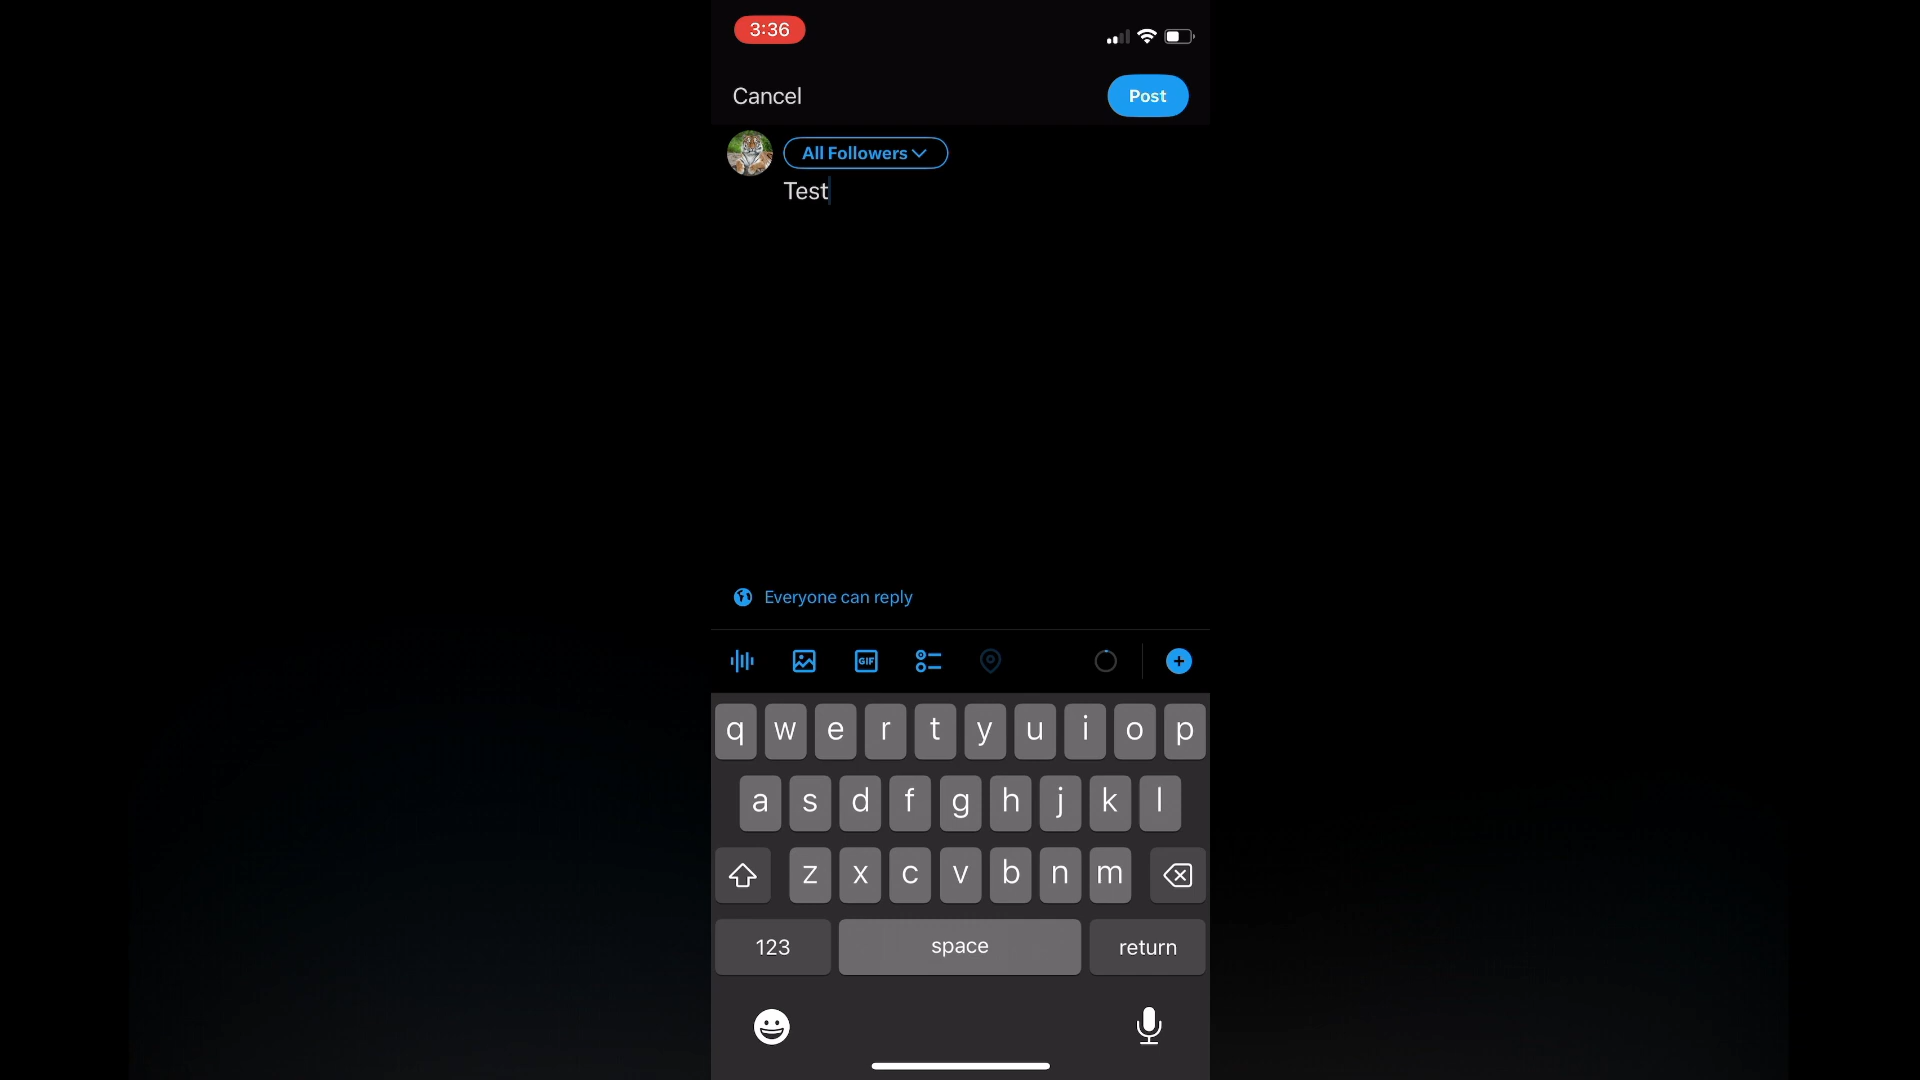 3:36
Cancel
Post
All Followers
Test
Everyone can reply
GIF
q w e r t y u i o p
a s d f g h j k l
z x c v b n m
123 space return